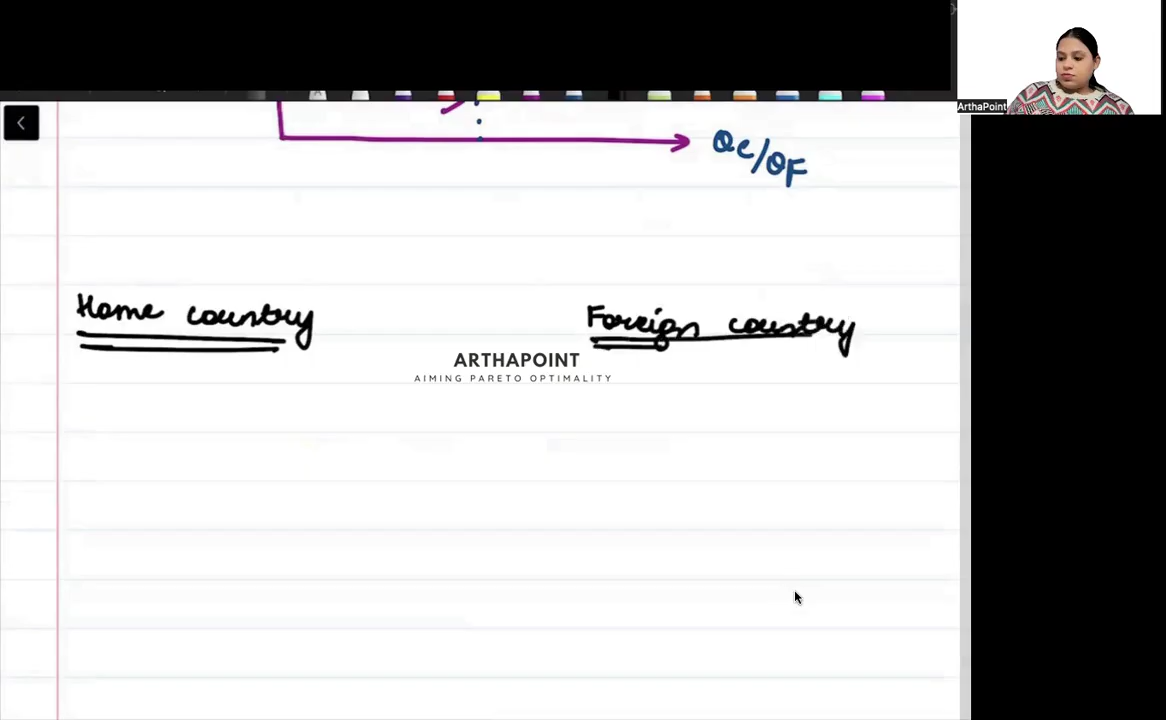 ArthaPoint
QC/QF
Home country
Foreign country
ARTHAPOINT
AIMING PARETO OPTIMALITY